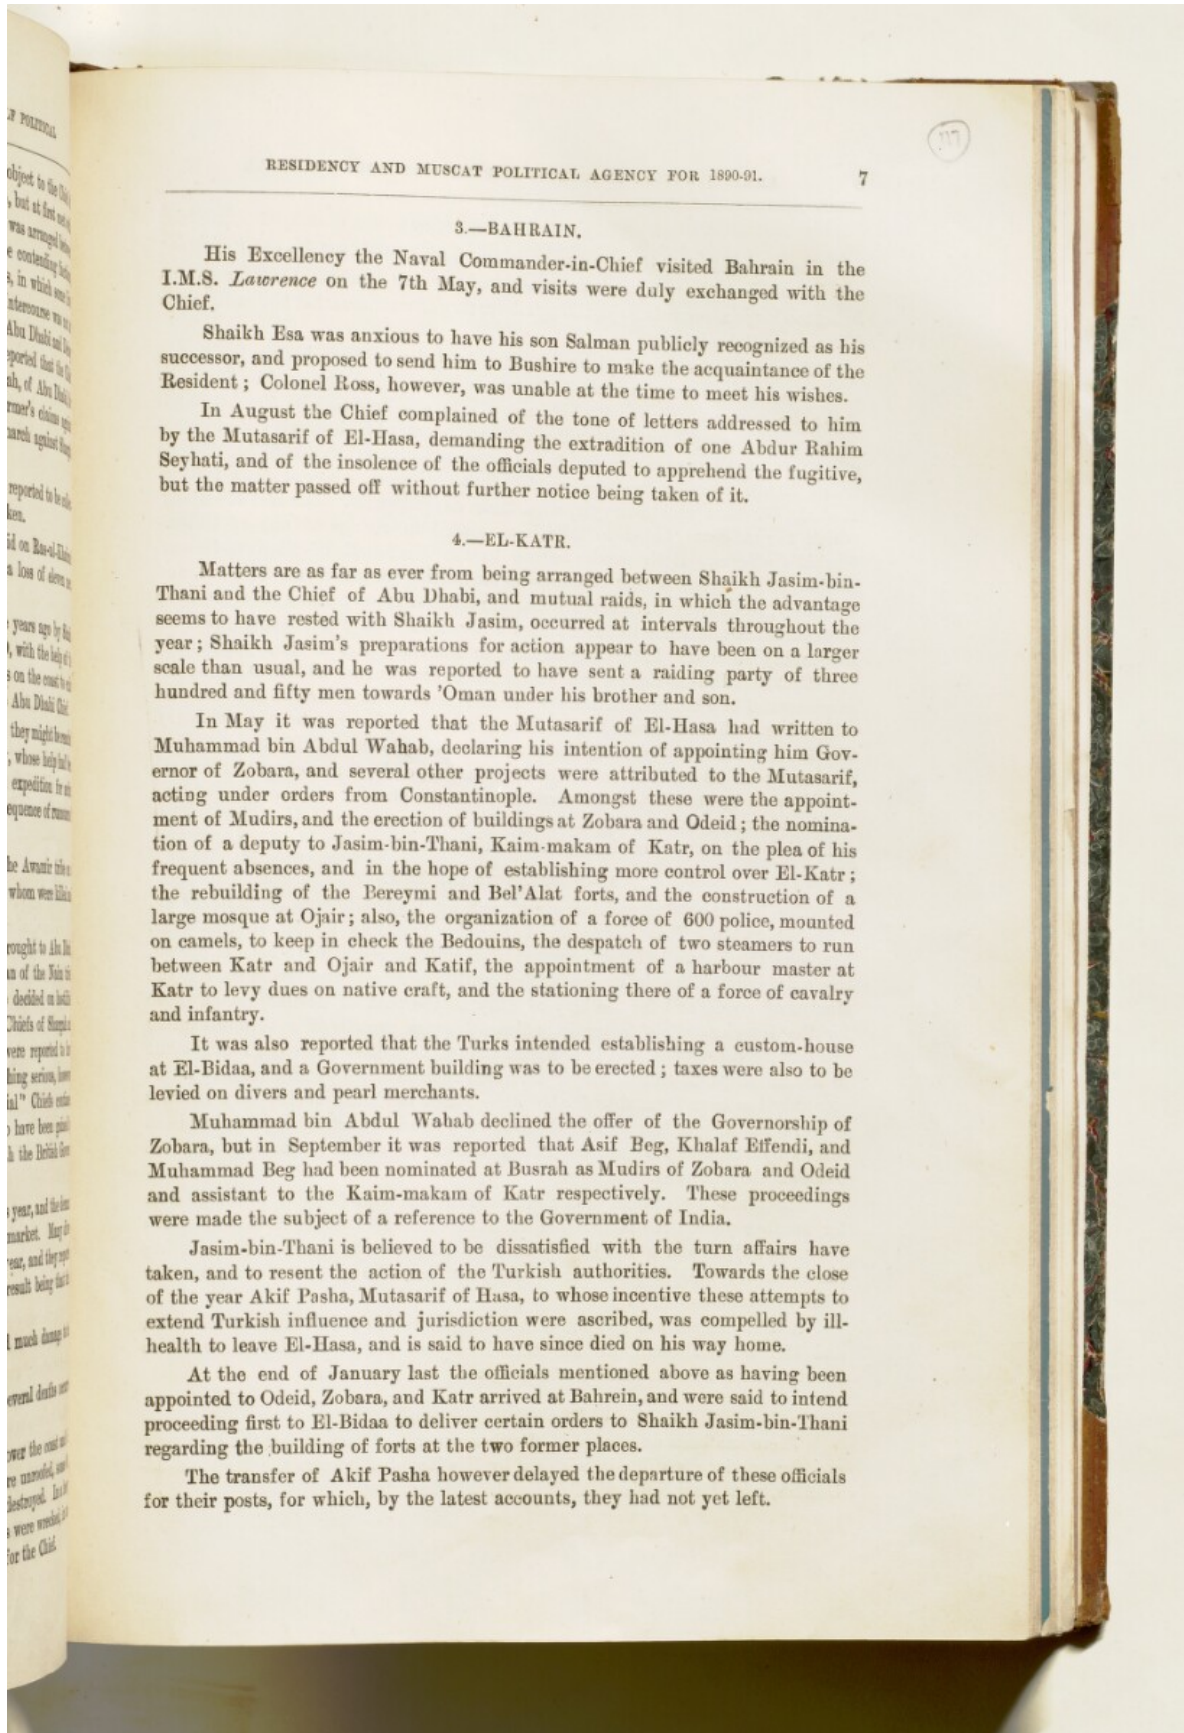 RESIDENCY AND MUSCAT POLITICAL AGENCY FOR 1890-91. 7
3.—BAHRAIN.
His Excellency the Naval Commander-in-Chief visited Bahrain in the
I.M.S. Lawrence on the 7th May, and visits were duly exchanged with the
Chief.
Shaikh Esa was anxious to have his son Salman publicly recognized as his
successor, and proposed to send him to Bushire to make the acquaintance of the
Resident; Colonel Ross, however, was unable at the time to meet his wishes.
In August the Chief complained of the tone of letters addressed to him
by the Mutasarif of El-Hasa, demanding the extradition of one Abdur Rahim
Seyhati, and of the insolence of the officials deputed to apprehend the fugitive,
but the matter passed off without further notice being taken of it.
4.—EL-KATR.
Matters are as far as ever from being arranged between Shaikh Jasim-bin-
Thani and the Chief of Abu Dhabi, and mutual raids, in which the advantage
seems to have rested with Shaikh Jasim, occurred at intervals throughout the
year; Shaikh Jasim's preparations for action appear to have been on a larger
scale than usual, and he was reported to have sent a raiding party of three
hundred and fifty men towards 'Oman under his brother and son.
In May it was reported that the Mutasarif of El-Hasa had written to
Muhammad bin Abdul Wahab, declaring his intention of appointing him Gov-
ernor of Zobara, and several other projects were attributed to the Mutasarif,
acting under orders from Constantinople. Amongst these were the appoint-
ment of Mudirs, and the erection of buildings at Zobara and Odeid; the nomina-
tion of a deputy to Jasim-bin-Thani, Kaim-makam of Katr, on the plea of his
frequent absences, and in the hope of establishing more control over El-Katr;
the rebuilding of the Bereymi and Bel'Alat forts, and the construction of a
large mosque at Ojair; also, the organization of a force of 600 police, mounted
on camels, to keep in check the Bedouins, the despatch of two steamers to run
between Katr and Ojair and Katif, the appointment of a harbour master at
Katr to levy dues on native craft, and the stationing there of a force of cavalry
and infantry.
It was also reported that the Turks intended establishing a custom-house
at El-Bidaa, and a Government building was to be erected; taxes were also to be
levied on divers and pearl merchants.
Muhammad bin Abdul Wahab declined the offer of the Governorship of
Zobara, but in September it was reported that Asif Beg, Khalaf Effendi, and
Muhammad Beg had been nominated at Busrah as Mudirs of Zobara and Odeid
and assistant to the Kaim-makam of Katr respectively. These proceedings
were made the subject of a reference to the Government of India.
Jasim-bin-Thani is believed to be dissatisfied with the turn affairs have
taken, and to resent the action of the Turkish authorities. Towards the close
of the year Akif Pasha, Mutasarif of Hasa, to whose incentive these attempts to
extend Turkish influence and jurisdiction were ascribed, was compelled by ill-
health to leave El-Hasa, and is said to have since died on his way home.
At the end of January last the officials mentioned above as having been
appointed to Odeid, Zobara, and Katr arrived at Bahrein, and were said to intend
proceeding first to El-Bidaa to deliver certain orders to Shaikh Jasim-bin-Thani
regarding the building of forts at the two former places.
The transfer of Akif Pasha however delayed the departure of these officials
for their posts, for which, by the latest accounts, they had not yet left.